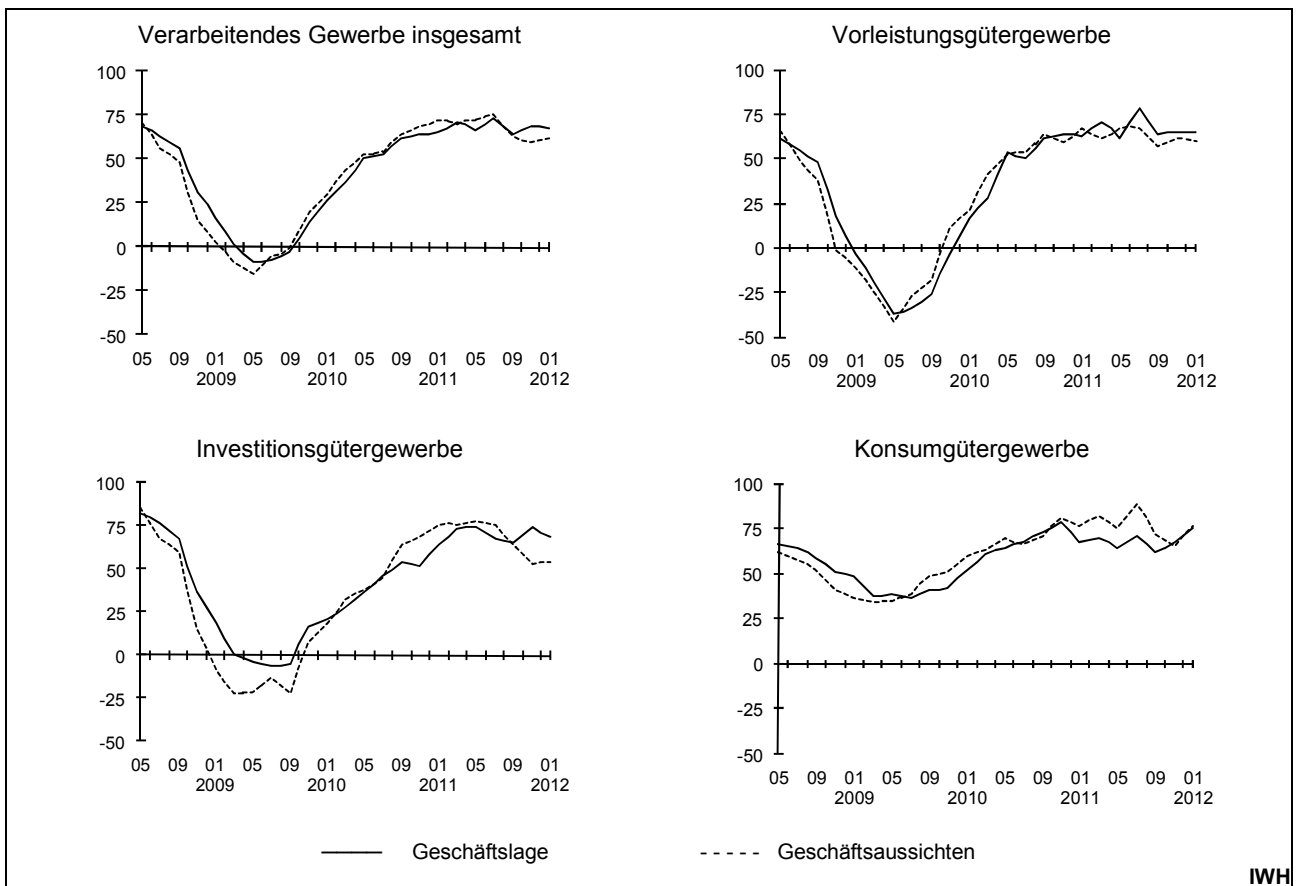 Verarbeitendes Gewerbe insgesamt
100
75
50
25
0
-25
-50
05 09 01 05 09 01 05 09 01 05 09 01
2009 2010 2011 2012
Vorleistungsgütergewerbe
100
75
50
25
0
-25
-50
05 09 01 05 09 01 05 09 01 05 09 01
2009 2010 2011 2012
Investitionsgütergewerbe
100
75
50
25
0
-25
-50
05 09 01 05 09 01 05 09 01 05 09 01
2009 2010 2011 2012
Konsumgütergewerbe
100
75
50
25
0
-25
-50
05 09 01 05 09 01 05 09 01 05 09 01
2009 2010 2011 2012
Geschäftslage Geschäftsaussichten
IWH